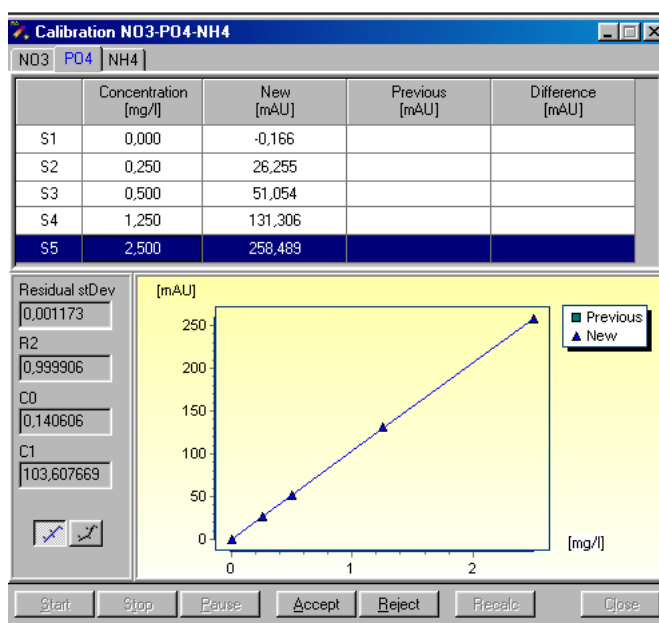 Calibration NO3-PO4-NH4
NO3 PO4 NH4
Concentration [mg/l] New [mAU] Previous [mAU] Difference [mAU]
S1 0,000 -0,166
S2 0,250 26,255
S3 0,500 51,054
S4 1,250 131,306
S5 2,500 258,489
Residual stDev
0,001173
R2
0,999906
C0
0,140606
C1
103,607669
[mAU]
250
200
150
100
50
0
0 1 2
[mg/l]
Previous
New
Start Stop Pause Accept Reject Recalc Close